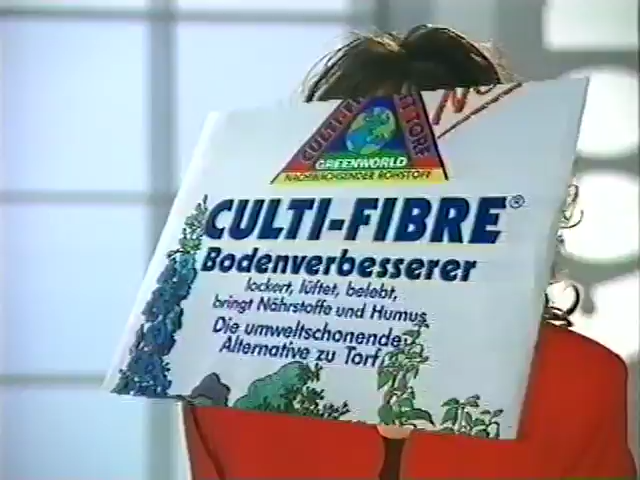 GREENWORLD
NACHWACHSENDER ROHSTOFF
CULTI-FIBRE®
Bodenverbesserer
lockert, lüftet, belebt,
bringt Nährstoffe und Humus
Die umweltschonende
Alternative zu Torf